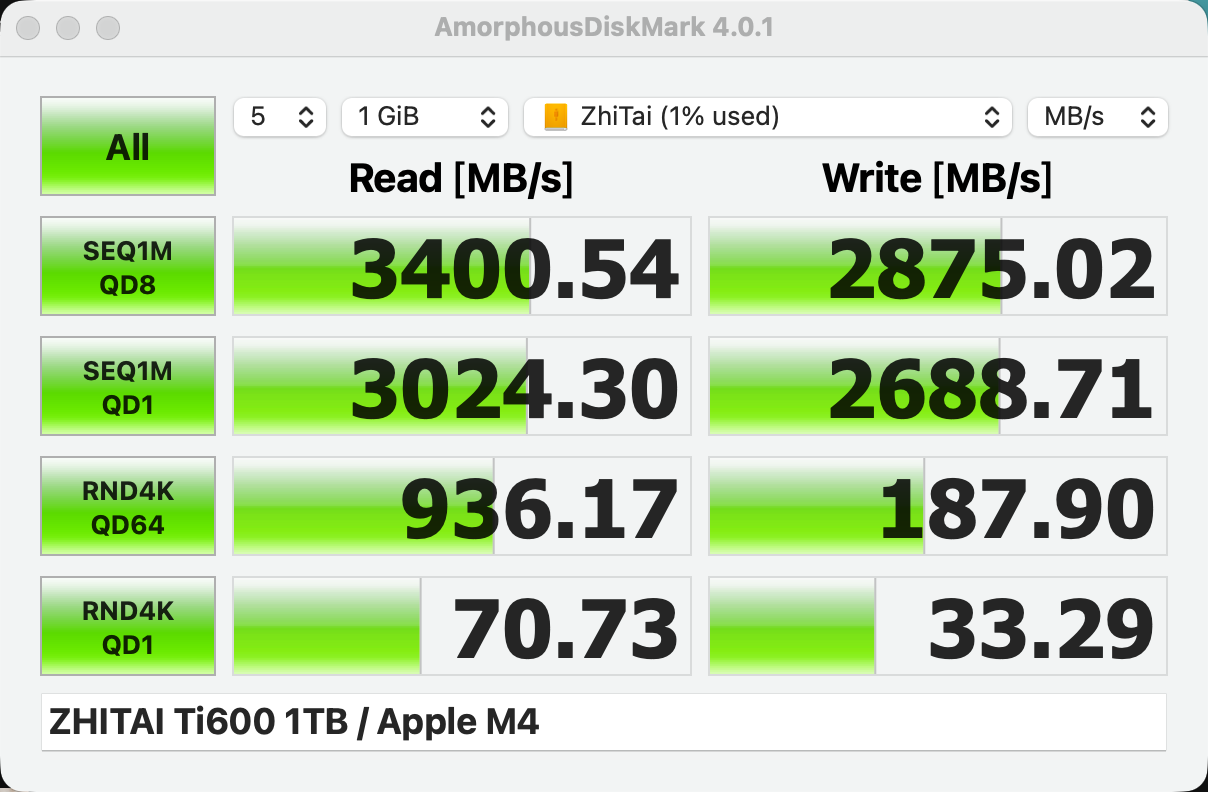 AmorphousDiskMark 4.0.1
All
5
1 GiB
ZhiTai (1% used)
MB/s
Read [MB/s]
Write [MB/s]
SEQ1M
QD8
3400.54
2875.02
SEQ1M
QD1
3024.30
2688.71
RND4K
QD64
936.17
187.90
RND4K
QD1
70.73
33.29
ZHITAI Ti600 1TB / Apple M4